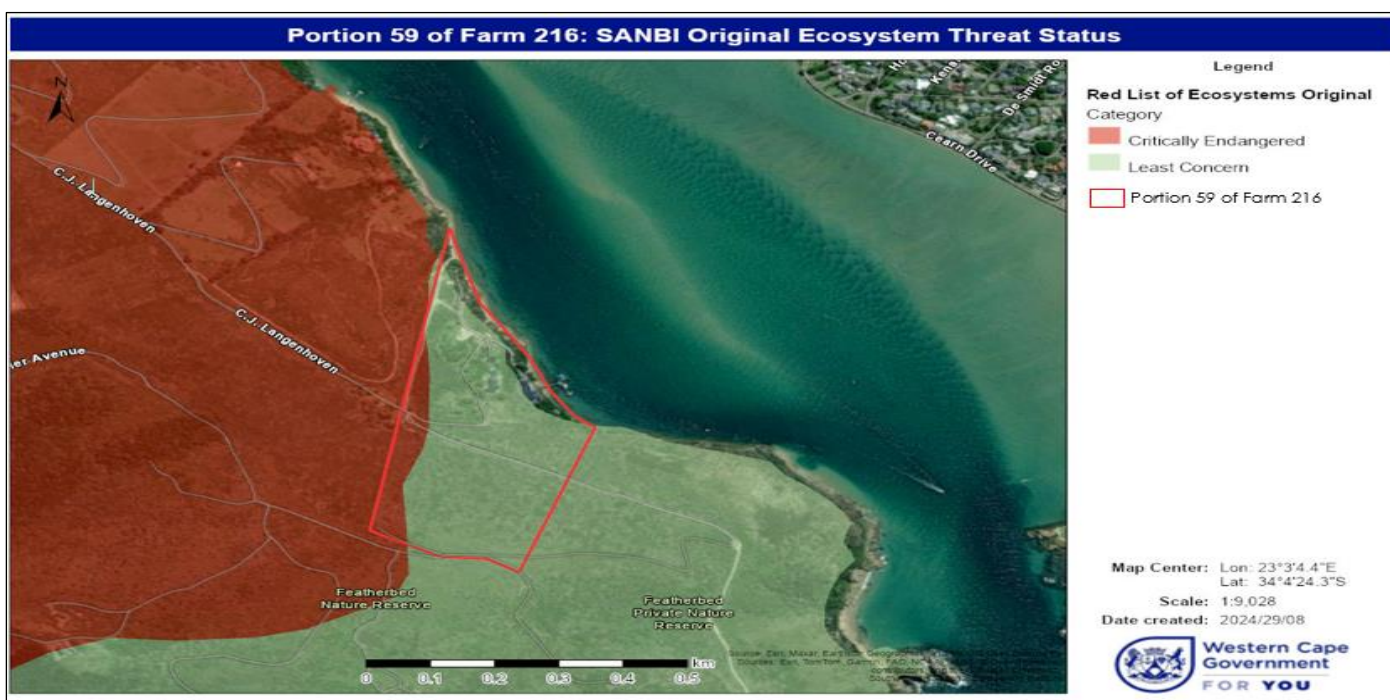 Portion 59 of Farm 216: SANBI Original Ecosystem Threat Status
Legend
Red List of Ecosystems Original
Category
Critically Endangered
Least Concern
Portion 59 of Farm 216
N
De Smidt Ro
Cearn Drive
C.J. Langenhoven
C.J. Langenhoven
er Avenue
Featherbed
Nature Reserve
Featherbed
Private Nature
Reserve
km
0 0.1 0.2 0.3 0.4 0.5
Map Center: Lon: 23°3'4.4"E
Lat: 34°4'24.3"S
Scale: 1:9,028
Date created: 2024/29/08
Western Cape
Government
FOR YOU